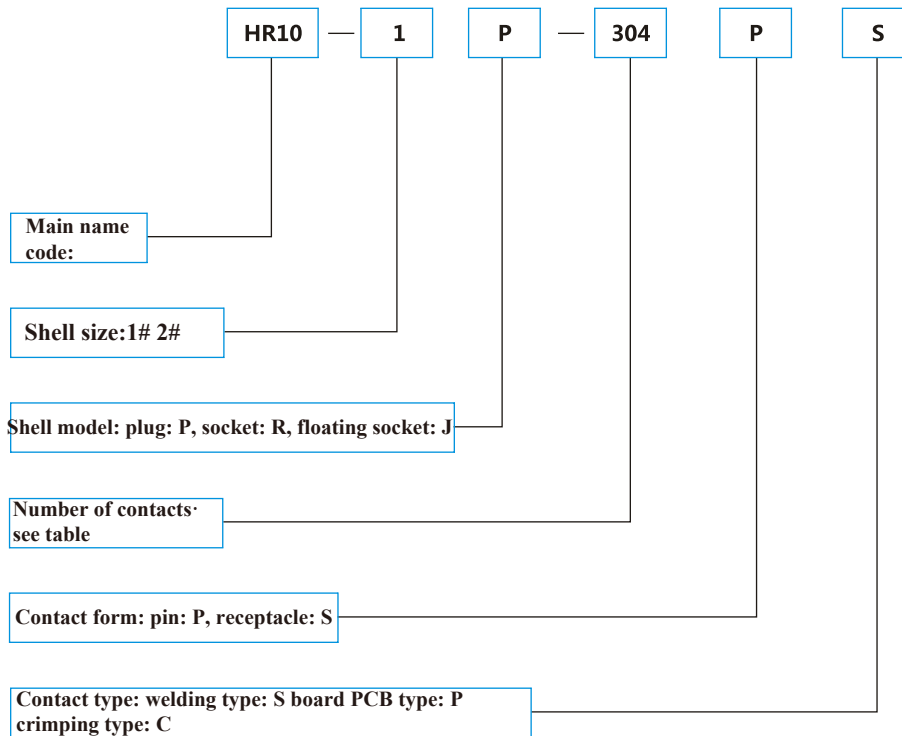 HR10 — 1 P — 304 P S
Main name
code:
Shell size:1# 2#
Shell model: plug: P, socket: R, floating socket: J
Number of contacts·
see table
Contact form: pin: P, receptacle: S
Contact type: welding type: S board PCB type: P
crimping type: C